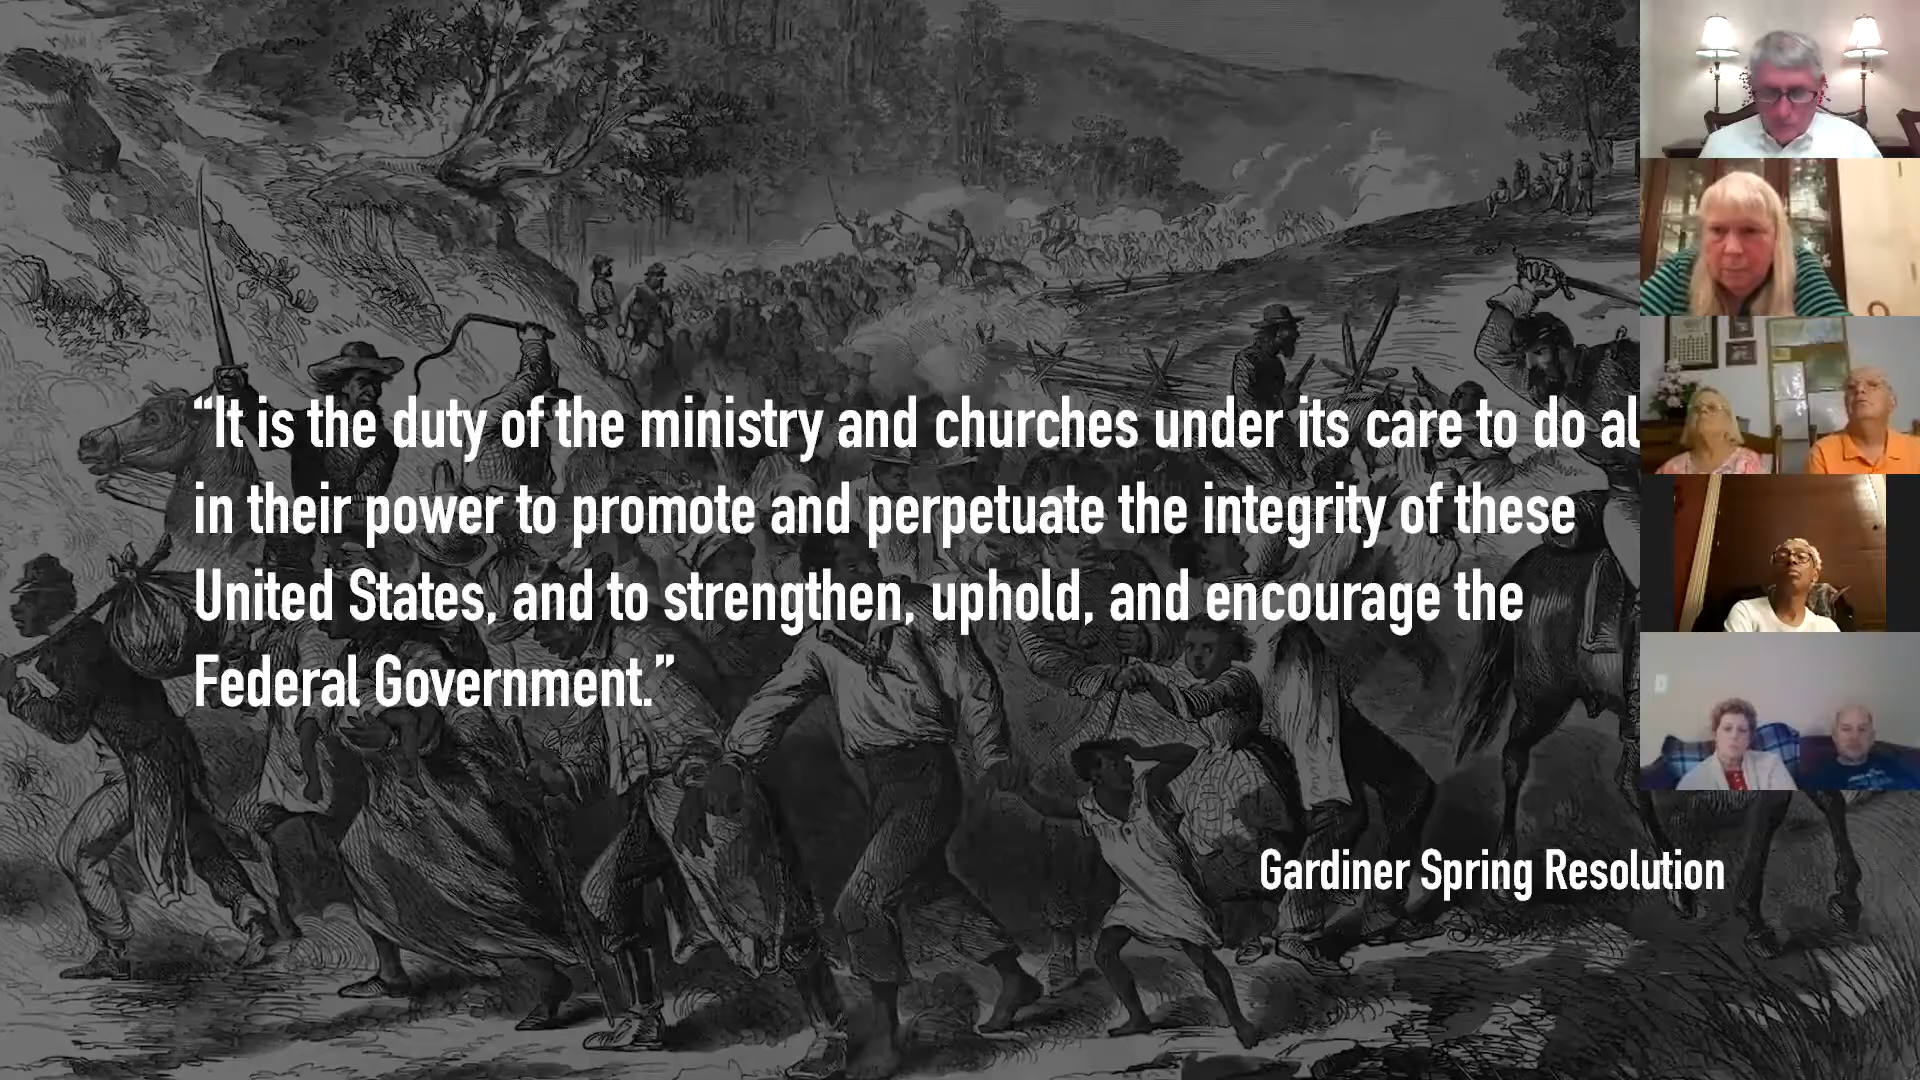 “It is the duty of the ministry and churches under its care to do al
in their power to promote and perpetuate the integrity of these
United States, and to strengthen, uphold, and encourage the
Federal Government.”
Gardiner Spring Resolution